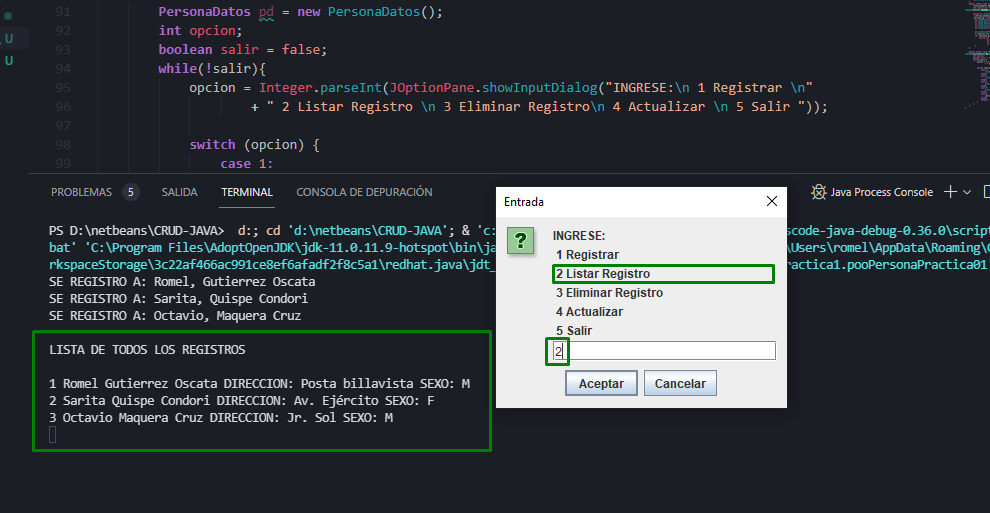 91 PersonaDatos pd = new PersonaDatos();
92 int opcion;
93 boolean salir = false;
94 while(!salir){
95 opcion = Integer.parseInt(JOptionPane.showInputDialog("INGRESE:\n 1 Registrar \n"
96 + " 2 Listar Registro \n 3 Eliminar Registro\n 4 Actualizar \n 5 Salir "));
97
98 switch (opcion) {
99 case 1:
U
U
PROBLEMAS 5 SALIDA TERMINAL CONSOLA DE DEPURACIÓN
Java Process Console
PS D:\netbeans\CRUD-JAVA> d:; cd 'd:\netbeans\CRUD-JAVA'; & 'c:
scode-java-debug-0.36.0\script
bat' 'C:\Program Files\AdoptOpenJDK\jdk-11.0.11.9-hotspot\bin\ja
\Users\romel\AppData\Roaming\
rkspaceStorage\3c22af466ac991ce8ef6afadf2f8c5a1\redhat.java\jdt_
ractica1.pooPersonaPractica01'
SE REGISTRO A: Romel, Gutierrez Oscata
SE REGISTRO A: Sarita, Quispe Condori
SE REGISTRO A: Octavio, Maquera Cruz
LISTA DE TODOS LOS REGISTROS
1 Romel Gutierrez Oscata DIRECCION: Posta billavista SEXO: M
2 Sarita Quispe Condori DIRECCION: Av. Ejército SEXO: F
3 Octavio Maquera Cruz DIRECCION: Jr. Sol SEXO: M
Entrada
?
INGRESE:
1 Registrar
2 Listar Registro
3 Eliminar Registro
4 Actualizar
5 Salir
2
Aceptar Cancelar